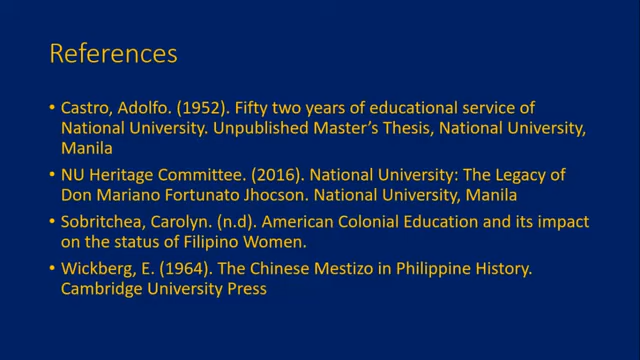 References
• Castro, Adolfo. (1952). Fifty two years of educational service of
National University. Unpublished Master's Thesis, National University,
Manila
• NU Heritage Committee. (2016). National University: The Legacy of
Don Mariano Fortunato Jhocson. National University, Manila
• Sobritchea, Carolyn. (n.d). American Colonial Education and its impact
on the status of Filipino Women.
• Wickberg, E. (1964). The Chinese Mestizo in Philippine History.
Cambridge University Press